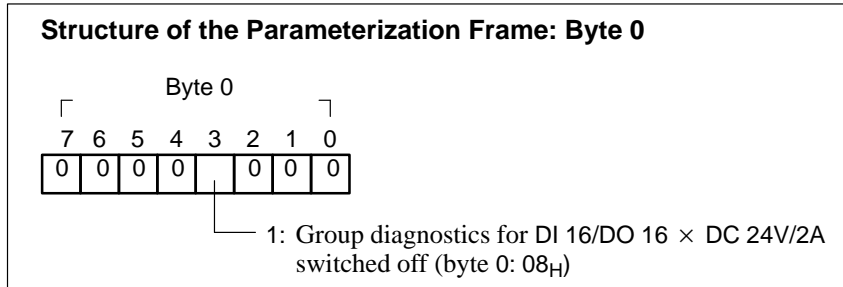 Structure of the Parameterization Frame: Byte 0
Byte 0
7 6 5 4 3 2 1 0
0 0 0 0 0 0 0
1: Group diagnostics for DI 16/DO 16 × DC 24V/2A
switched off (byte 0: 08H)